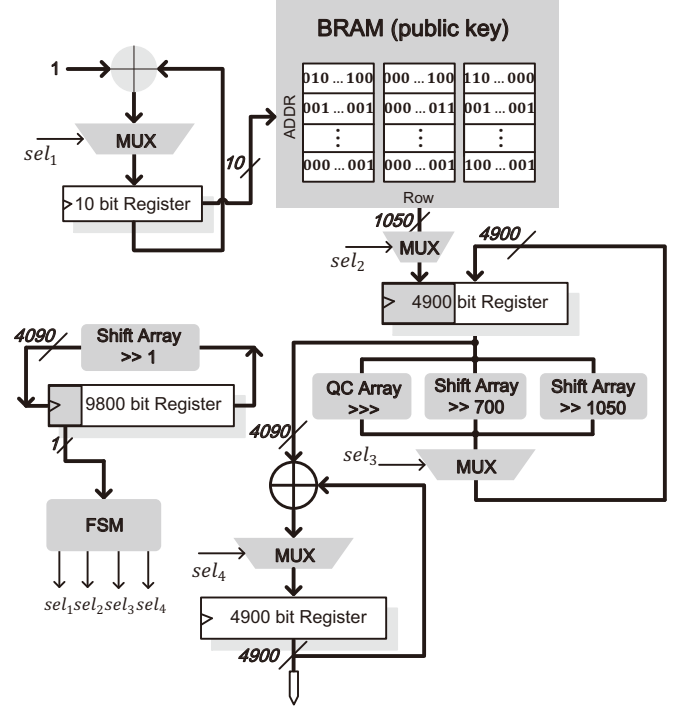 BRAM (public key)
1
ADDR
010 ... 100
000 ... 100
110 ... 000
001 ... 001
000 ... 011
001 ... 001
⋮
⋮
⋮
000 ... 001
000 ... 001
100 ... 001
MUX
sel1
10
10 bit Register
Row
1050
MUX
sel2
4900
4900 bit Register
4090
Shift Array
>> 1
9800 bit Register
1
QC Array
>>>
Shift Array
>> 700
Shift Array
>> 1050
4090
sel3
MUX
FSM
sel1 sel2 sel3 sel4
MUX
sel4
4900 bit Register
4900